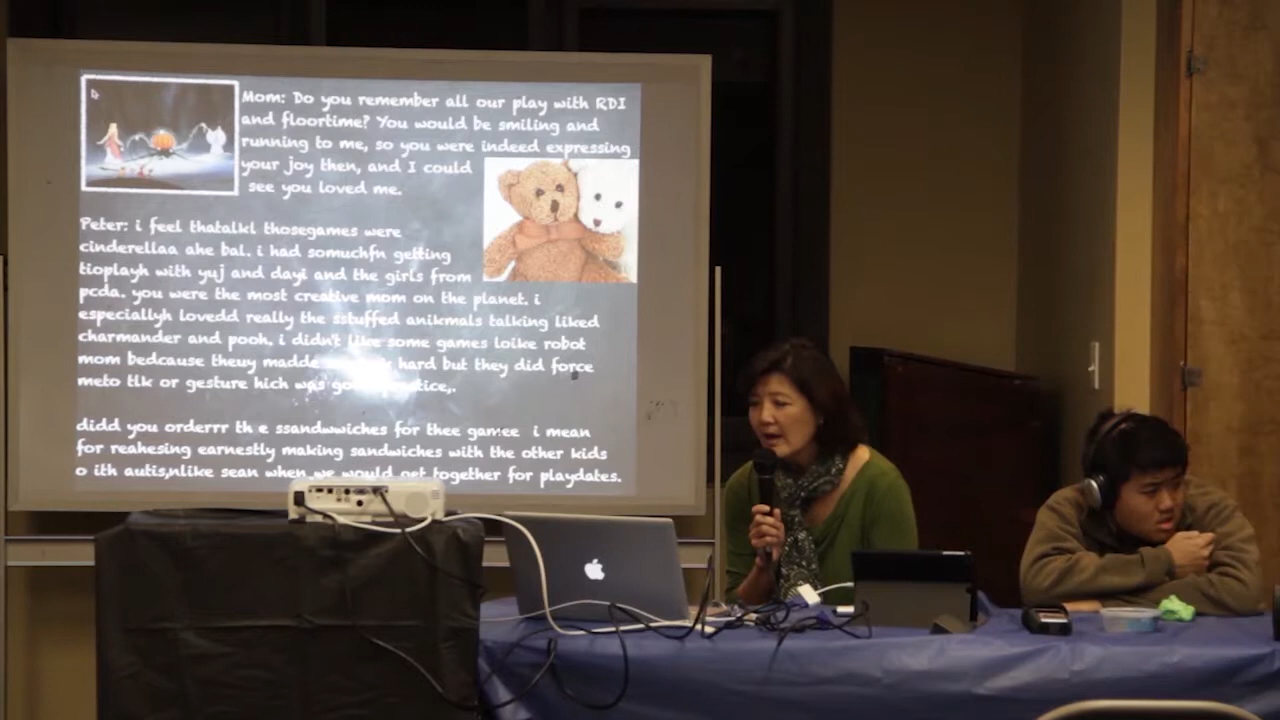 Mom: Do you remember all our play with RDI
and floortime? You would be smiling and
running to me, so you were indeed expressing
your joy then, and I could
see you loved me.
Peter: i feel thatalkl thosegames were
cinderellaa ahe bal. i had somuchfn getting
tioplayh with yuj and dayi and the girls from
pcda. you were the most creative mom on the planet. i
especiallyh lovedd really the sstuffed anikmals talking liked
charmander and pooh. i didn't like some games loike robot
mom bedcause theuy madde hard but they did force
meto tlk or gesture hich was
didd you orderrr th e ssandwwiches for thee gamee i mean
for reahesing earnestly making sandwiches with the other kids
o ith autis,nlike sean when we would get together for playdates.